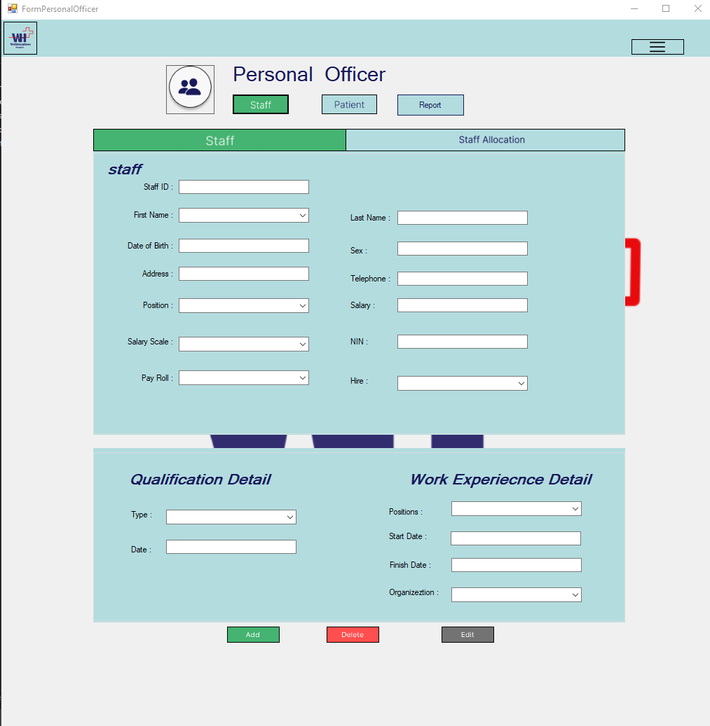 FormPersonalOfficer
WH
Personal Officer
Staff
Patient
Report
Staff
Staff Allocation
staff
Staff ID :
First Name :
Last Name :
Date of Birth :
Sex :
Address :
Telephone :
Position :
Salary :
Salary Scale :
NIN :
Pay Roll :
Hire :
Qualification Detail
Work Experiecnce Detail
Type :
Positions :
Date :
Start Date :
Finish Date :
Organizeztion :
Add
Delete
Edit